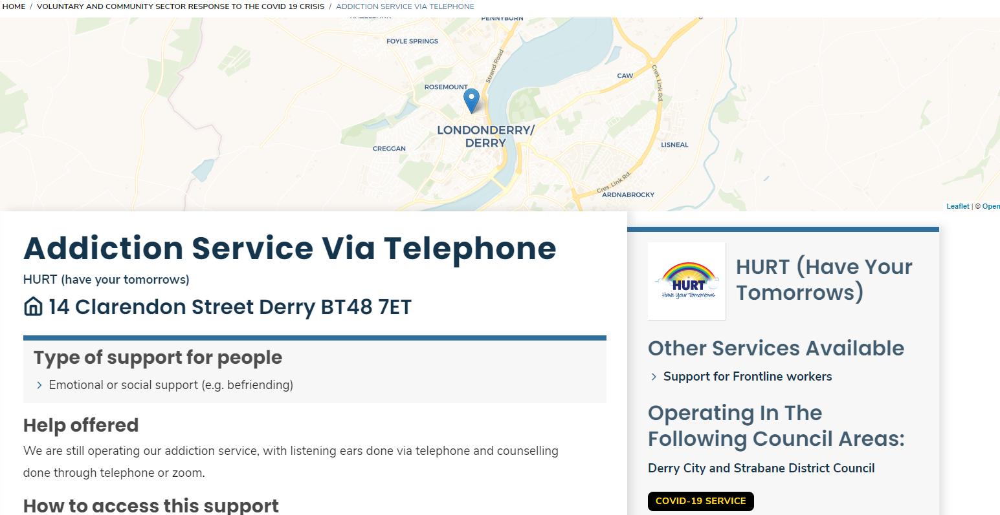 HOME / VOLUNTARY AND COMMUNITY SECTOR RESPONSE TO THE COVID 19 CRISIS / ADDICTION SERVICE VIA TELEPHONE
PENNYBURN
FOYLE SPRINGS
Strand Road
CAW
Cres. Link Rd.
ROSEMOUNT
LONDONDERRY/
DERRY
CREGGAN
LISNEAL
Cres. Link Rd.
ARDNABROCKY
Leaflet | © Open
Addiction Service Via Telephone
HURT (have your tomorrows)
14 Clarendon Street Derry BT48 7ET
Type of support for people
Emotional or social support (e.g. befriending)
Help offered
We are still operating our addiction service, with listening ears done via telephone and counselling
done through telephone or zoom.
How to access this support
HURT
Have Your Tomorrows
HURT (Have Your
Tomorrows)
Other Services Available
Support for Frontline workers
Operating In The
Following Council Areas:
Derry City and Strabane District Council
COVID-19 SERVICE